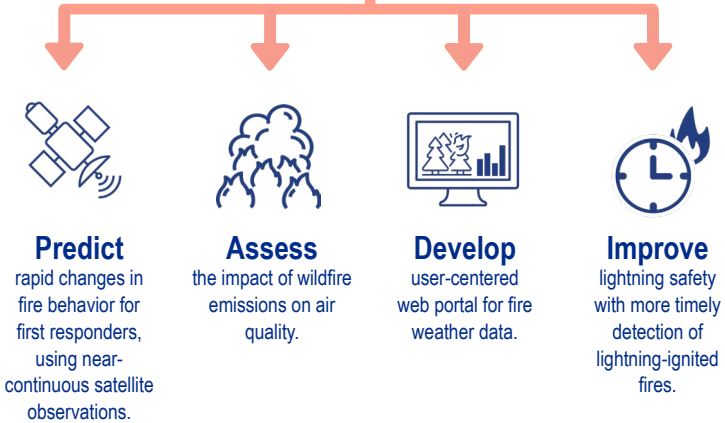 Predict
rapid changes in
fire behavior for
first responders,
using near-
continuous satellite
observations.
Assess
the impact of wildfire
emissions on air
quality.
Develop
user-centered
web portal for fire
weather data.
Improve
lightning safety
with more timely
detection of
lightning-ignited
fires.